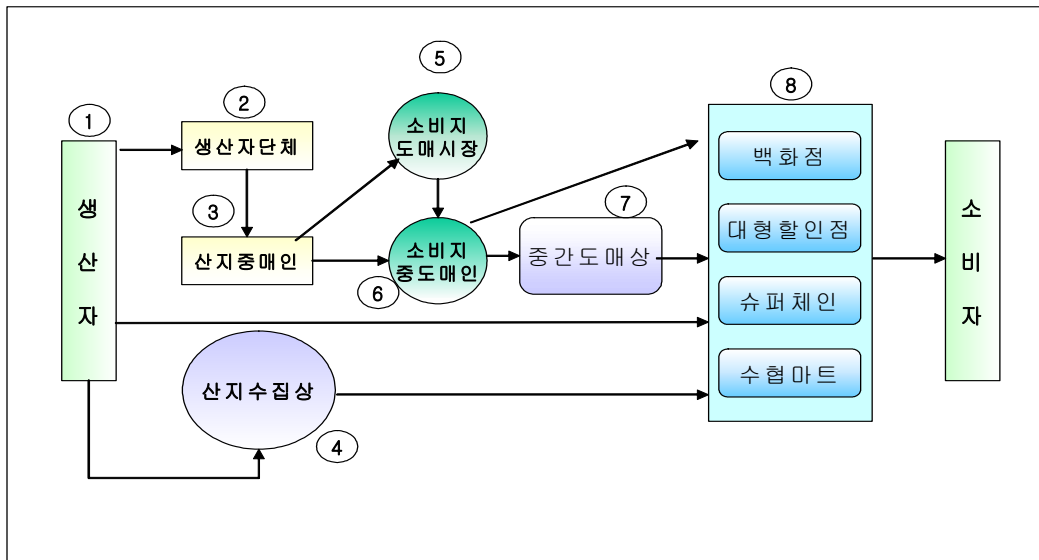 ①
생
산
자
②
생산자단체
③
산지중매인
④
산지수집상
⑤
소비지
도매시장
⑥
소비지
중도매인
⑦
중간도매상
⑧
백화점
대형할인점
슈퍼체인
수협마트
소
비
자